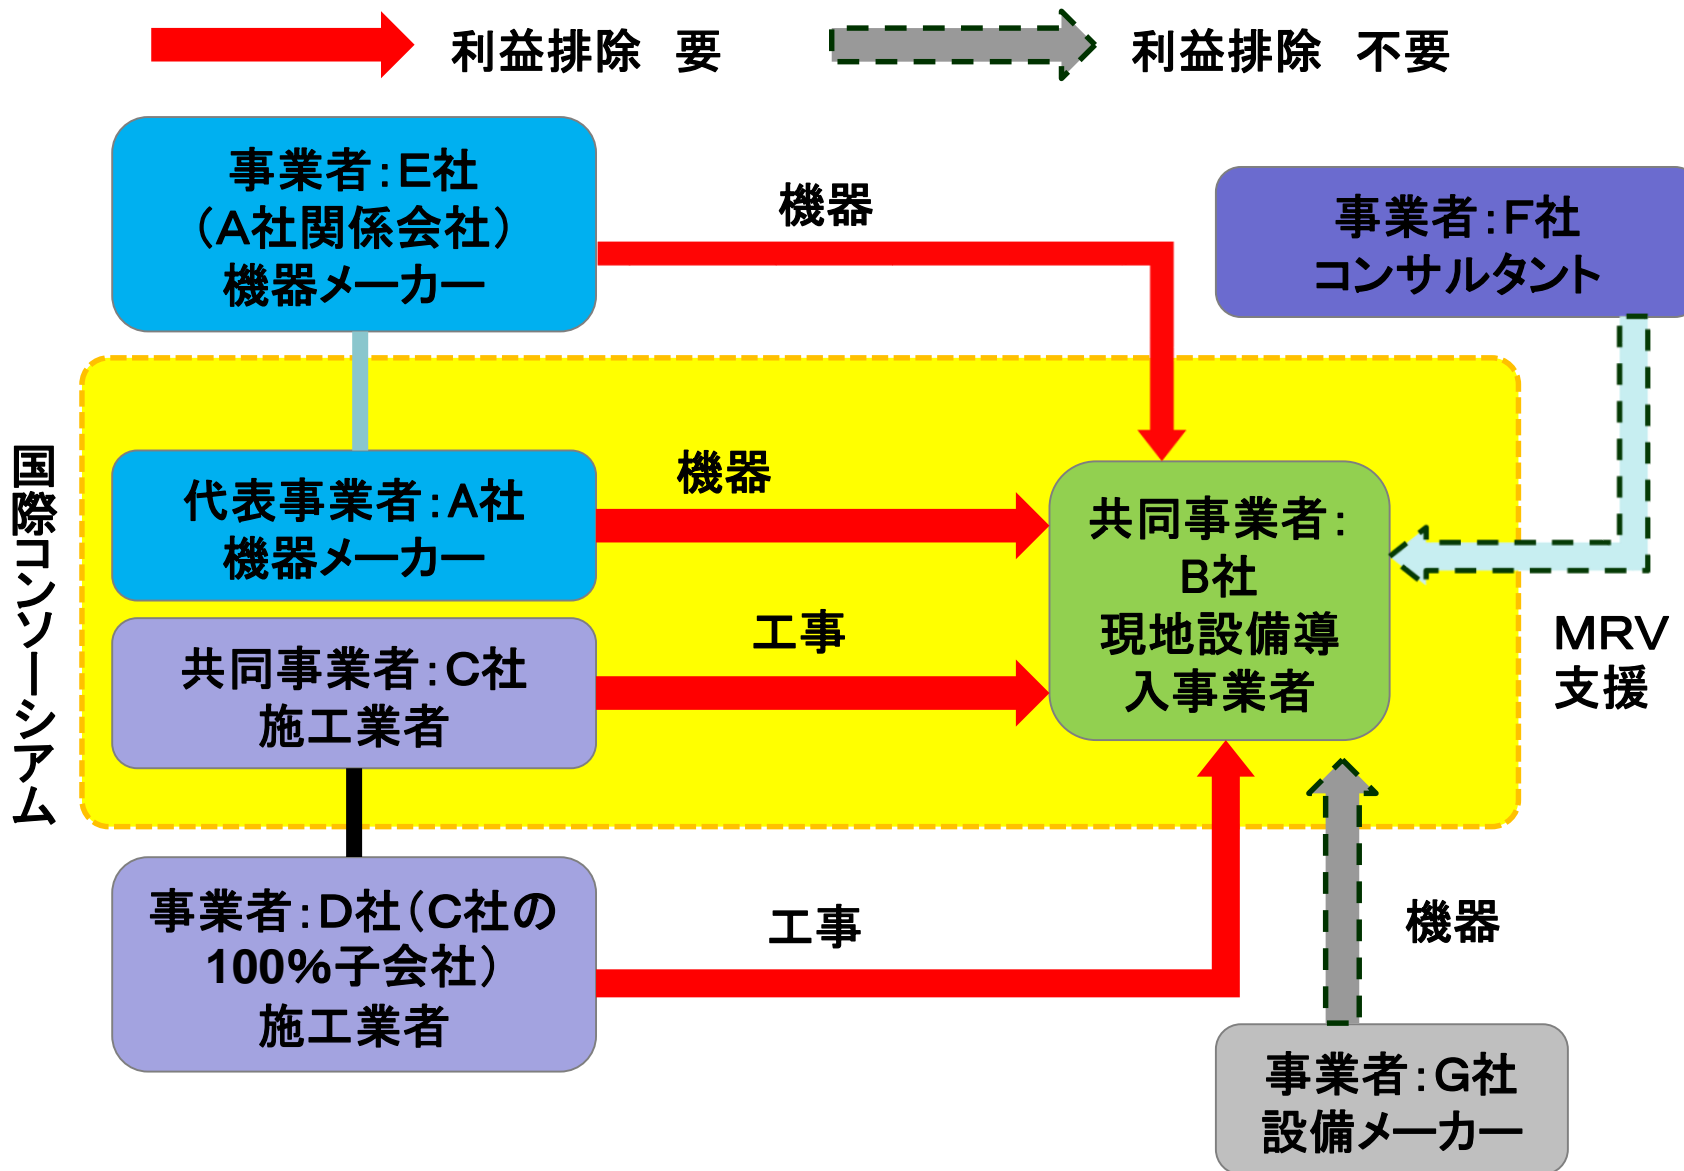 利益排除　要
利益排除　不要
事業者：E社
（A社関係会社）
機器メーカー
機器
事業者：F社
コンサルタント
国際コンソーシアム
代表事業者：A社
機器メーカー
機器
共同事業者：
B社
現地設備導
入事業者
工事
MRV
支援
共同事業者：C社
施工業者
事業者：D社（C社の
100%子会社）
施工業者
工事
機器
事業者：G社
設備メーカー